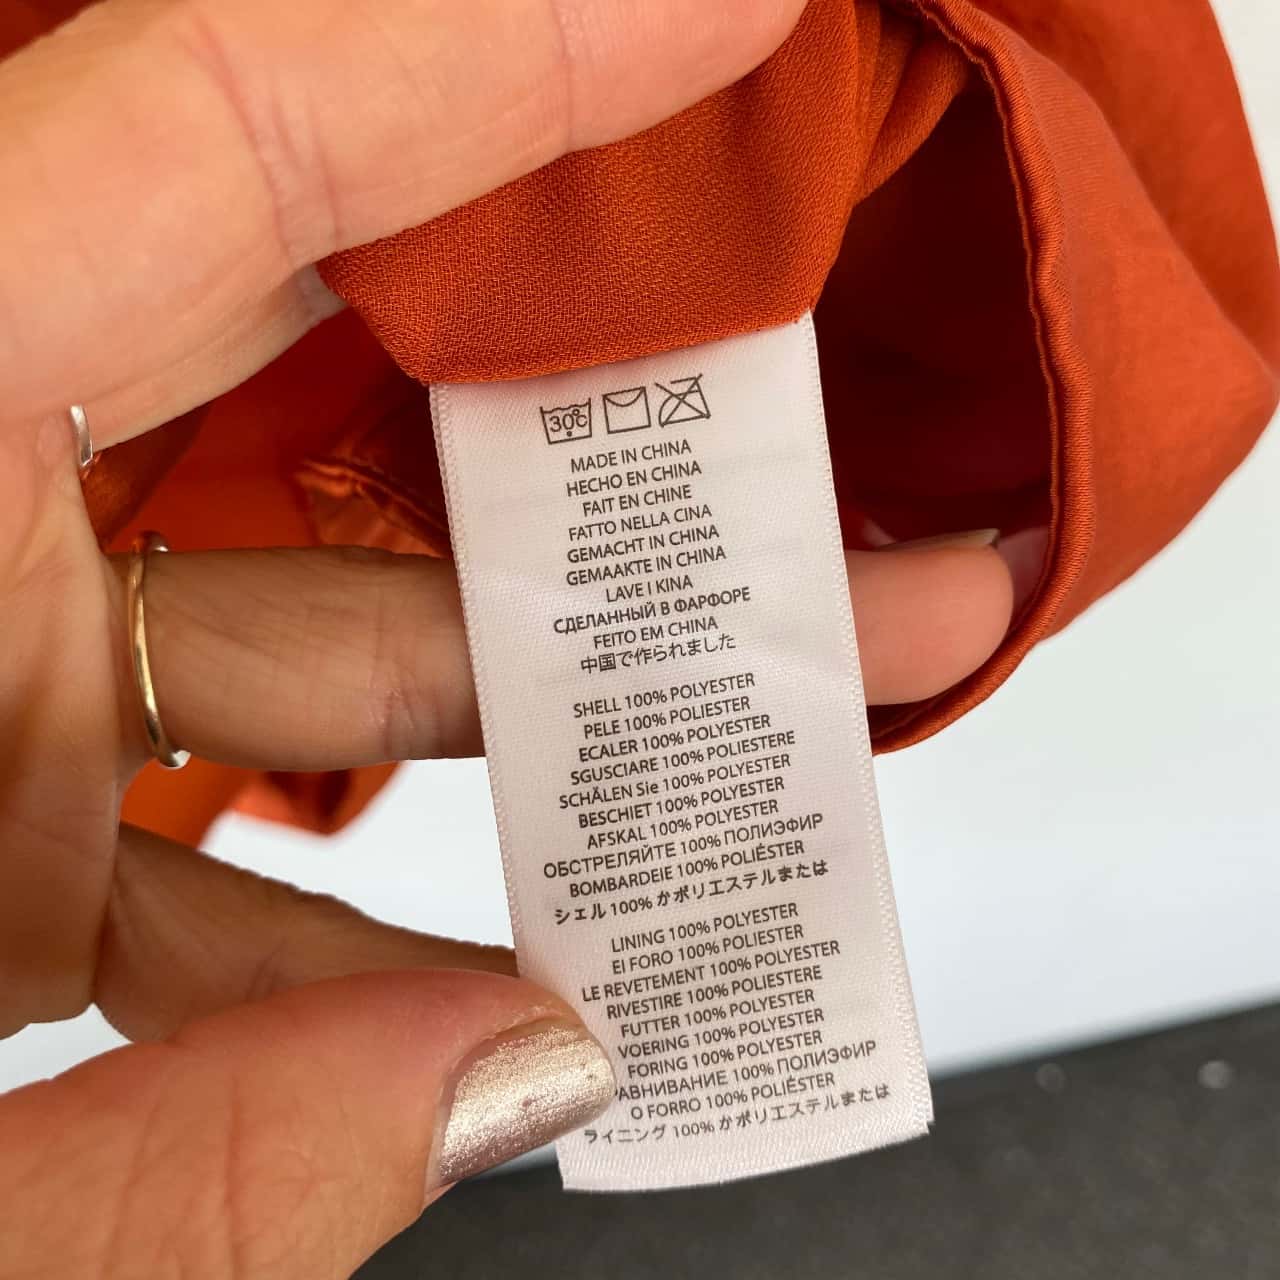 30°C
MADE IN CHINA
HECHO EN CHINA
FAIT EN CHINE
FATTO NELLA CINA
GEMACHT IN CHINA
GEMAAKTE IN CHINA
LAVE I KINA
СДЕЛАННЫЙ В ФАРФОРЕ
FEITO EM CHINA
中国で作られました
SHELL 100% POLYESTER
PELE 100% POLIESTER
ECALER 100% POLYESTER
SGUSCIARE 100% POLIESTERE
SCHÄLEN Sie 100% POLYESTER
BESCHIET 100% POLYESTER
AFSKAL 100% POLYESTER
ОБСТРЕЛЯЙТЕ 100% ПОЛИЭФИР
BOMBARDEIE 100% POLIÉSTER
シェル 100% かポリエステルまたは
LINING 100% POLYESTER
EI FORO 100% POLIESTER
LE REVETEMENT 100% POLYESTER
RIVESTIRE 100% POLIESTERE
FUTTER 100% POLYESTER
VOERING 100% POLYESTER
FORING 100% POLYESTER
АВНИВАНИЕ 100% ПОЛИЭФИР
O FORRO 100% POLIÉSTER
ライニング 100% かポリエステルまたは